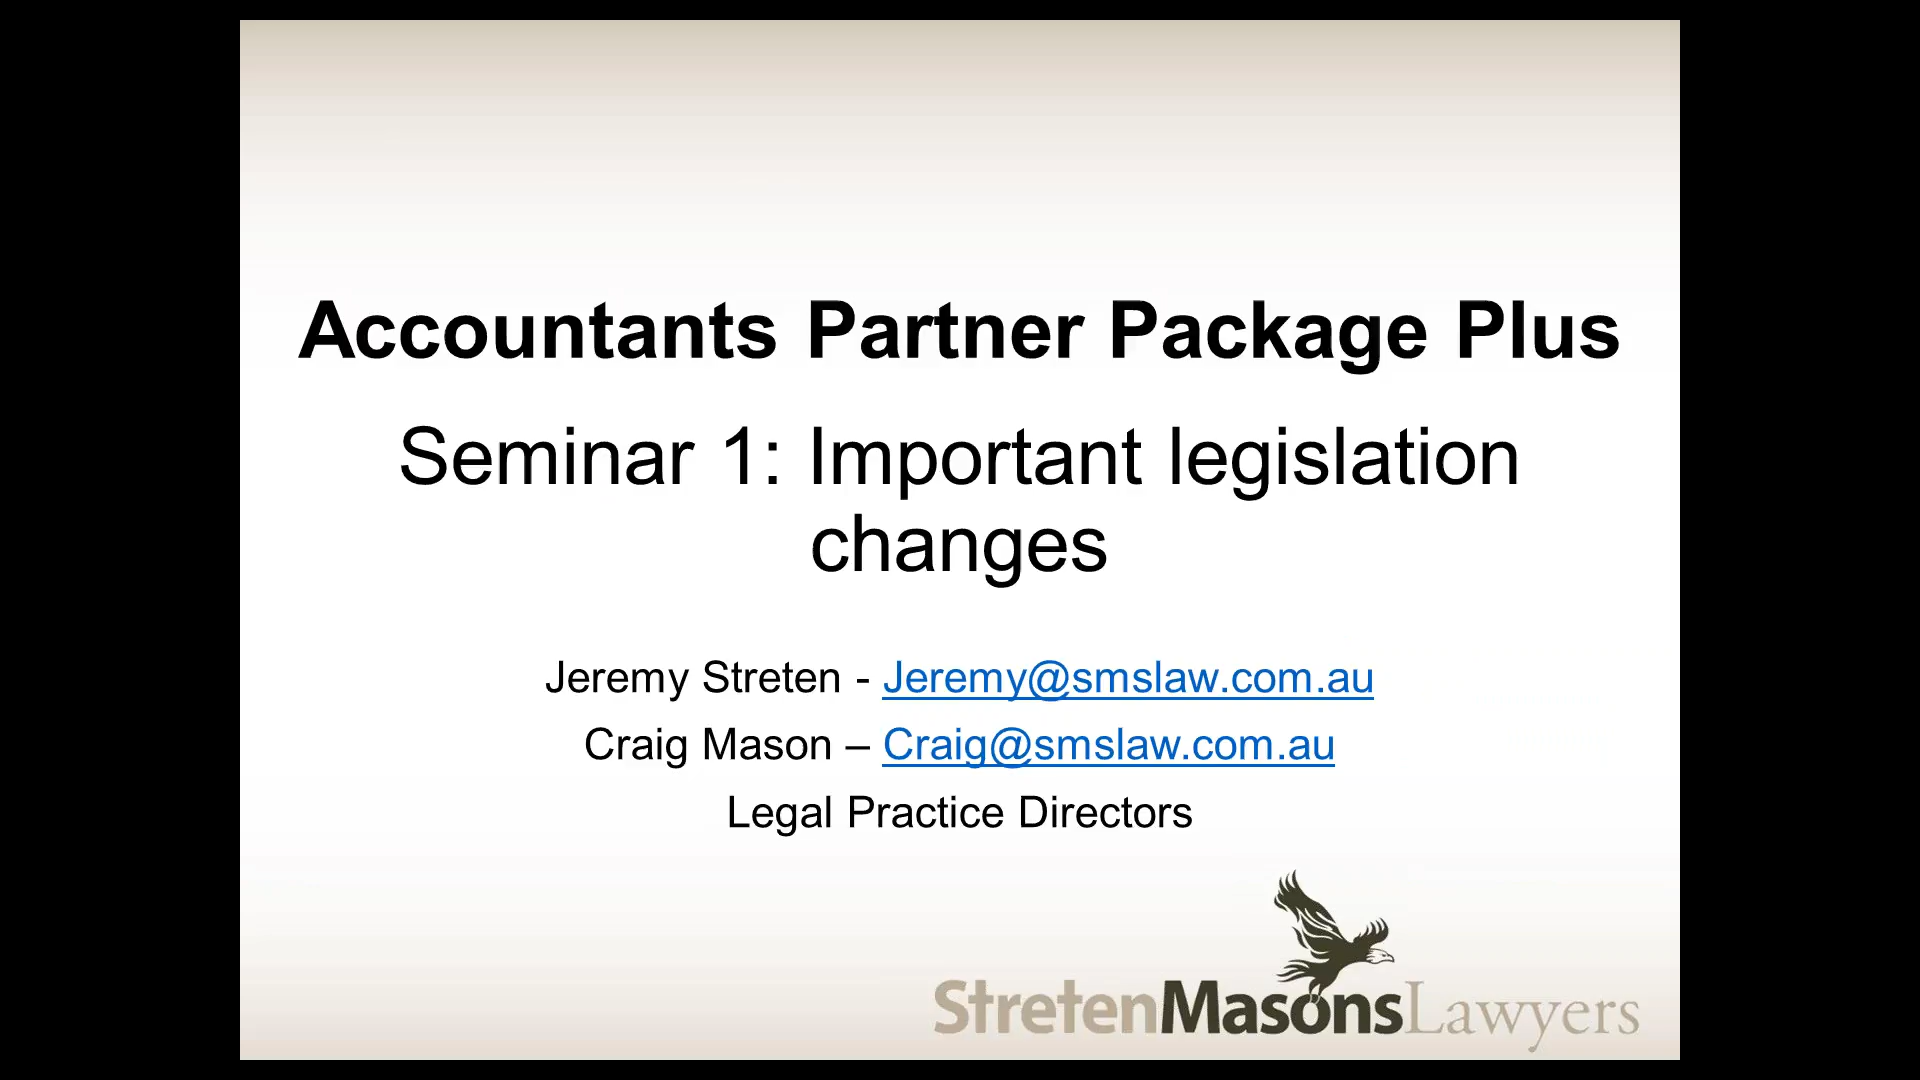 Accountants Partner Package Plus
Seminar 1: Important legislation
changes
Jeremy Streten - Jeremy@smslaw.com.au
Craig Mason – Craig@smslaw.com.au
Legal Practice Directors
StretenMasonsLawyers